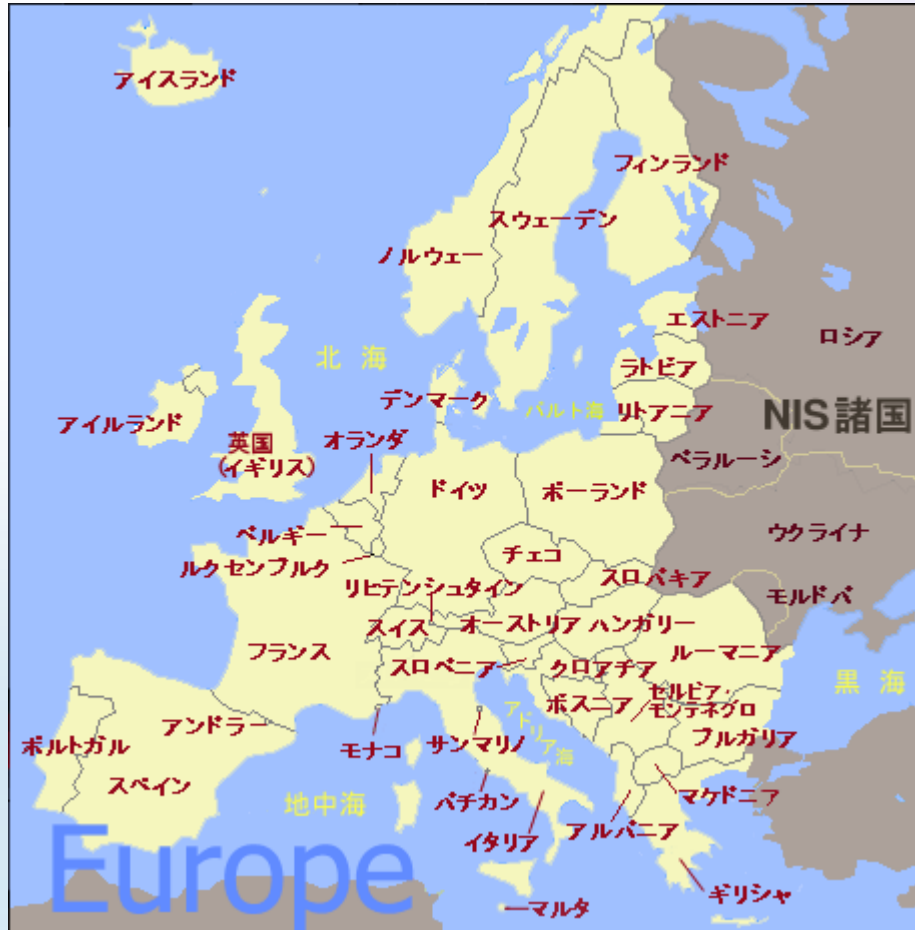 アイスランド
フィンランド
スウェーデン
ノルウェー
エストニア
ロシア
北海
ラトビア
デンマーク
バルト海
リトアニア
NIS諸国
アイルランド
英国
(イギリス)
オランダ
ベラルーシ
ドイツ
ポーランド
ベルギー
ウクライナ
チェコ
ルクセンブルク
スロバキア
リヒテンシュタイン
モルドバ
スイス
オーストリア
ハンガリー
フランス
ルーマニア
スロベニア
クロアチア
黒海
ボスニア
セルビア・
/モンテネグロ
アンドラー
アドリア海
ポルトガル
モナコ
サンマリノ
ブルガリア
スペイン
地中海
バチカン
マケドニア
イタリア
アルバニア
Europe
ギリシャ
マルタ